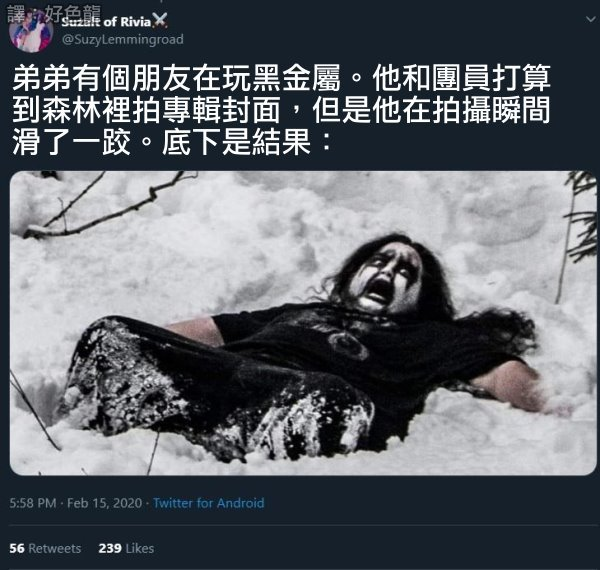 譯：好色龍
Suzalt of Rivia
@SuzyLemmingroad
弟弟有個朋友在玩黑金屬。他和團員打算
到森林裡拍專輯封面，但是他在拍攝瞬間
滑了一跤。底下是結果：
5:58 PM · Feb 15, 2020 · Twitter for Android
56 Retweets 239 Likes